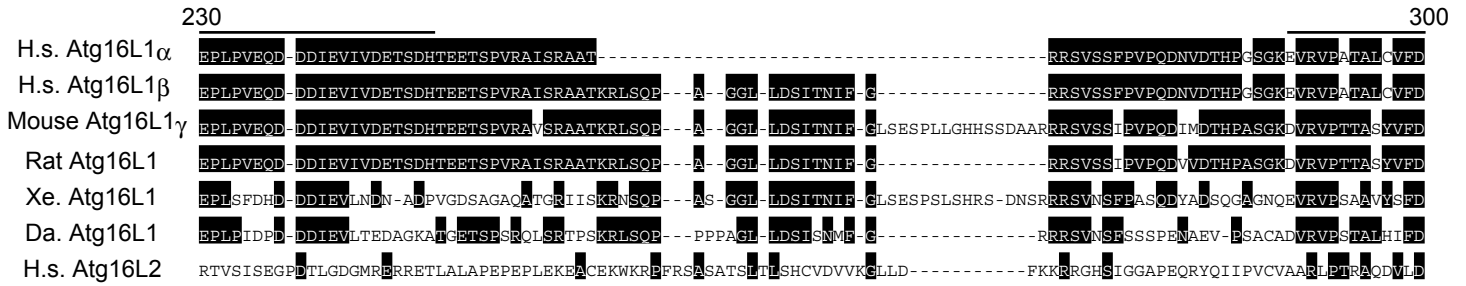 230 300
H.s. Atg16L1α EPLPVEQD-DDIEVIVDETSDHTEETSPVRAISRAAT------------------------------------------RRSVSSFPVPQDNVDTHPGSGKEVRVPATALCVFD
H.s. Atg16L1β EPLPVEQD-DDIEVIVDETSDHTEETSPVRAISRAATKRLSQP---A--GGL-LDSITNIF-G----------------RRSVSSFPVPQDNVDTHPGSGKEVRVPATALCVFD
Mouse Atg16L1γ EPLPVEQD-DDIEVIVDETSDHTEETSPVRAVSRAATKRLSQP---A--GGL-LDSITNIF-GLSESPLLGHHSSDAARRRSVSSIPVPQDIMDTHPASGKDVRVPTTASYVFD
Rat Atg16L1 EPLPVEQD-DDIEVIVDETSDHTEETSPVRAISRAATKRLSQP---A--GGL-LDSITNIF-G----------------RRSVSSIPVPQDVVDTHPASGKDVRVPTTASYVFD
Xe. Atg16L1 EPLSFDHD-DDIEVLNDN-ADPVGDSAGAQATGRIISKRNSQP---AS-GGL-LDSITNIF-GLSESPSLSHRS-DNSRRRSVNSFPASQDYADSQGAGNQEVRVPSAAVYSFD
Da. Atg16L1 EPLPIDPD-DDIEVLTEDAGKATGETSPSRQLSRTPSKRLSQP---PPPAGL-LDSISNMF-G---------------RRRSVNSFSSSPENAEV-PSACADVRVPSTALHIFD
H.s. Atg16L2 RTVSISEGPDTLGDGMRERRETLALAPEPEPLEKEACEKWKRPFRSASATSLTLSHCVDVVKGLLD-----------FKKRRGHSIGGAPEQRYQIIPVCVAARLPTRAQDVLD